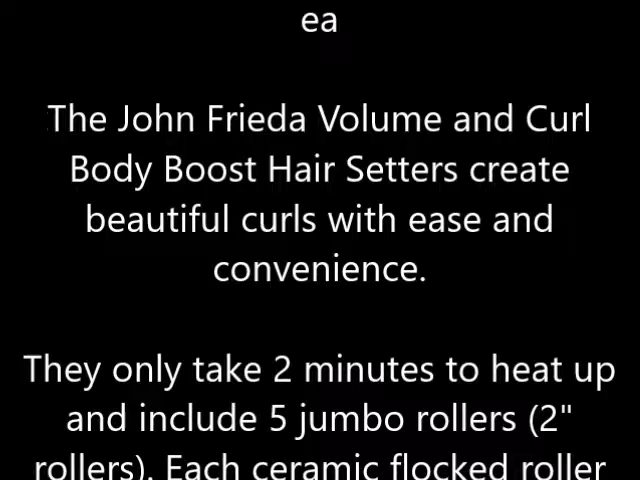 ea
The John Frieda Volume and Curl
Body Boost Hair Setters create
beautiful curls with ease and
convenience.
They only take 2 minutes to heat up
and include 5 jumbo rollers (2"
rollers). Each ceramic flocked roller